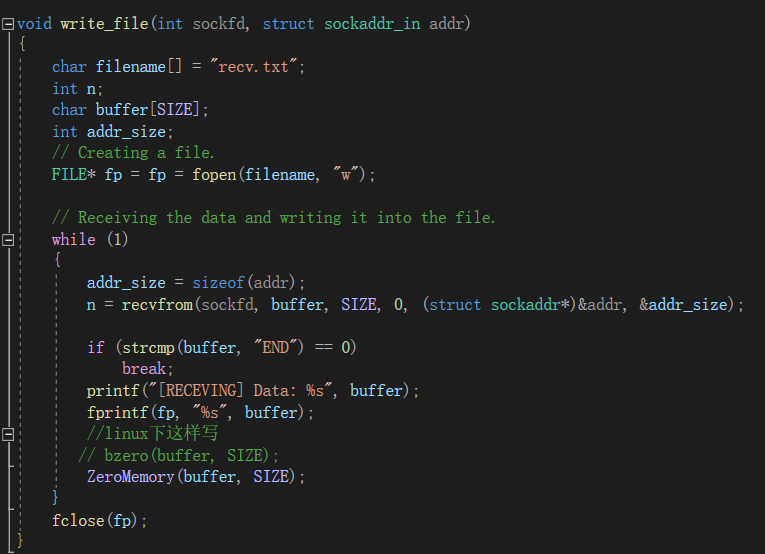 void write_file(int sockfd, struct sockaddr_in addr)
{
char filename[] = "recv.txt";
int n;
char buffer[SIZE];
int addr_size;
// Creating a file.
FILE* fp = fp = fopen(filename, "w");
// Receiving the data and writing it into the file.
while (1)
{
addr_size = sizeof(addr);
n = recvfrom(sockfd, buffer, SIZE, 0, (struct sockaddr*)&addr, &addr_size);
if (strcmp(buffer, "END") == 0)
break;
printf("[RECEVING] Data: %s", buffer);
fprintf(fp, "%s", buffer);
//linux下这样写
// bzero(buffer, SIZE);
ZeroMemory(buffer, SIZE);
}
fclose(fp);
}